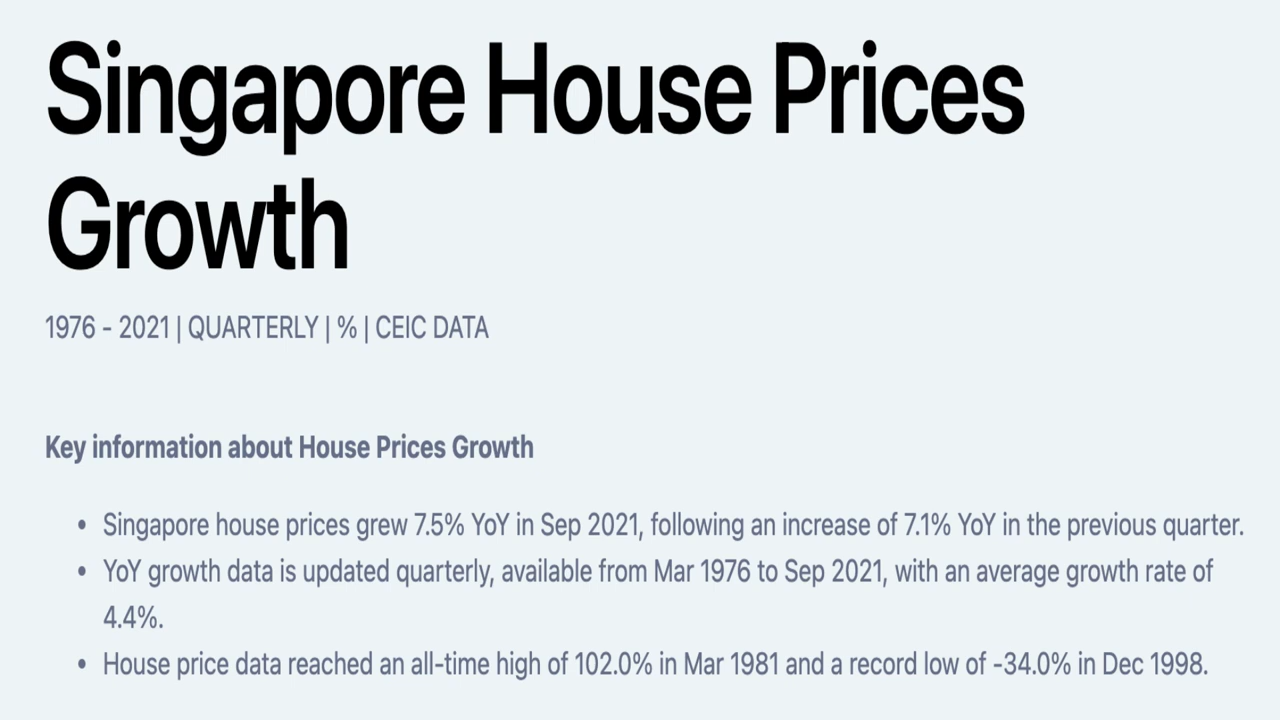 Singapore House Prices
Growth
1976 - 2021 | QUARTERLY | % | CEIC DATA
Key information about House Prices Growth
• Singapore house prices grew 7.5% YoY in Sep 2021, following an increase of 7.1% YoY in the previous quarter.
• YoY growth data is updated quarterly, available from Mar 1976 to Sep 2021, with an average growth rate of
4.4%.
• House price data reached an all-time high of 102.0% in Mar 1981 and a record low of -34.0% in Dec 1998.